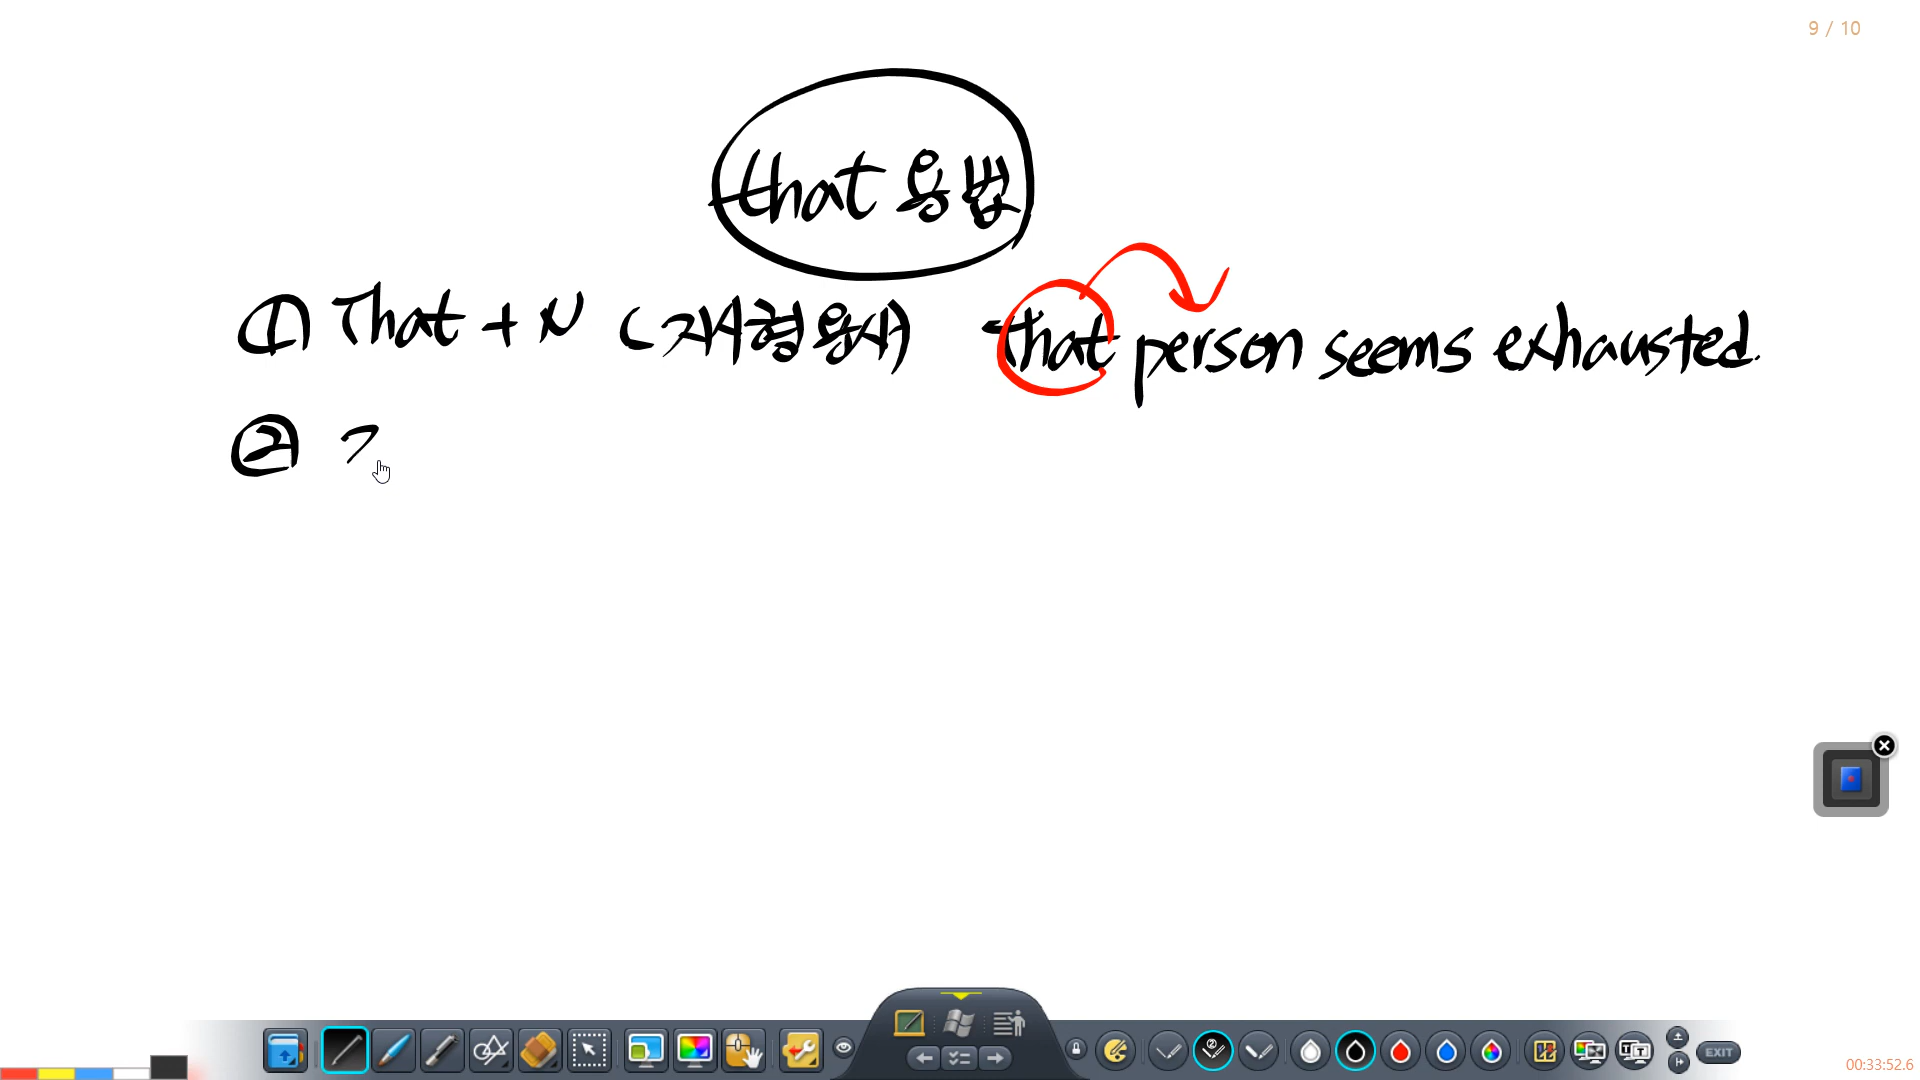 9 / 10
that 용법
① That + N (지시형용사) that person seems exhausted.
②
EXIT
00:33:52.6